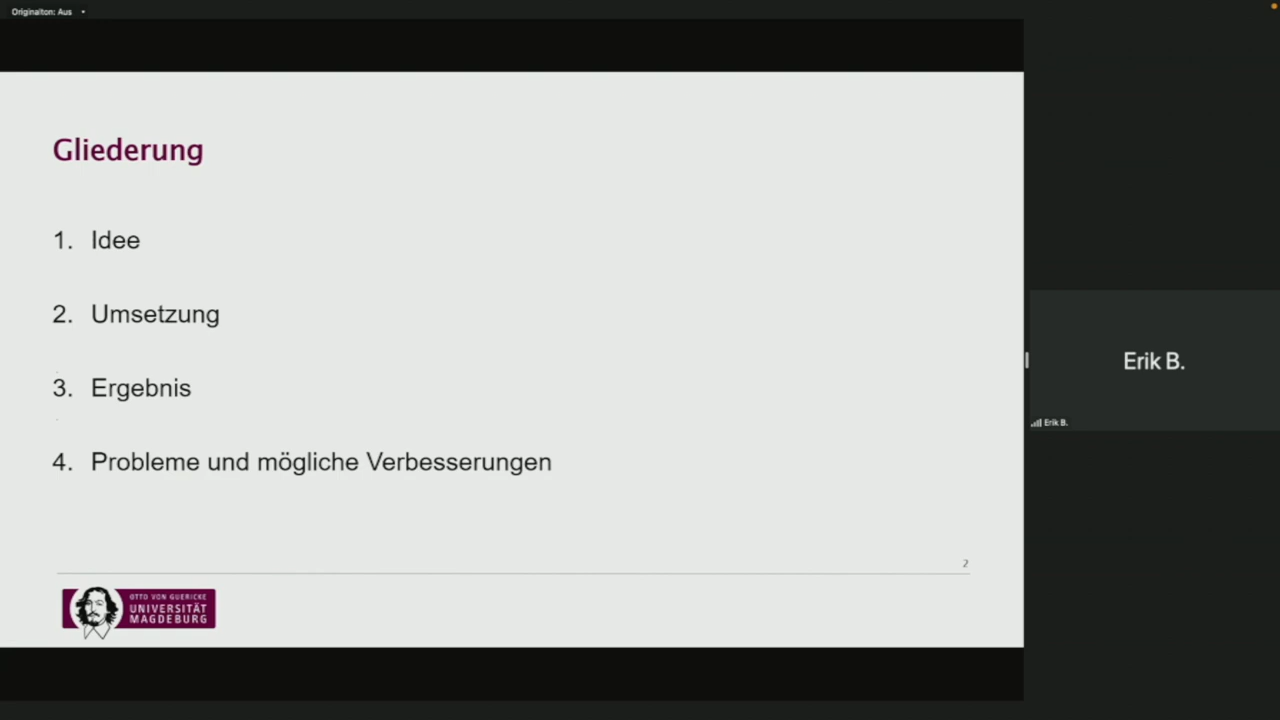 Originalton: Aus
Gliederung
1. Idee
2. Umsetzung
3. Ergebnis
4. Probleme und mögliche Verbesserungen
2
OTTO VON GUERICKE
UNIVERSITÄT
MAGDEBURG
Erik B.
Erik B.